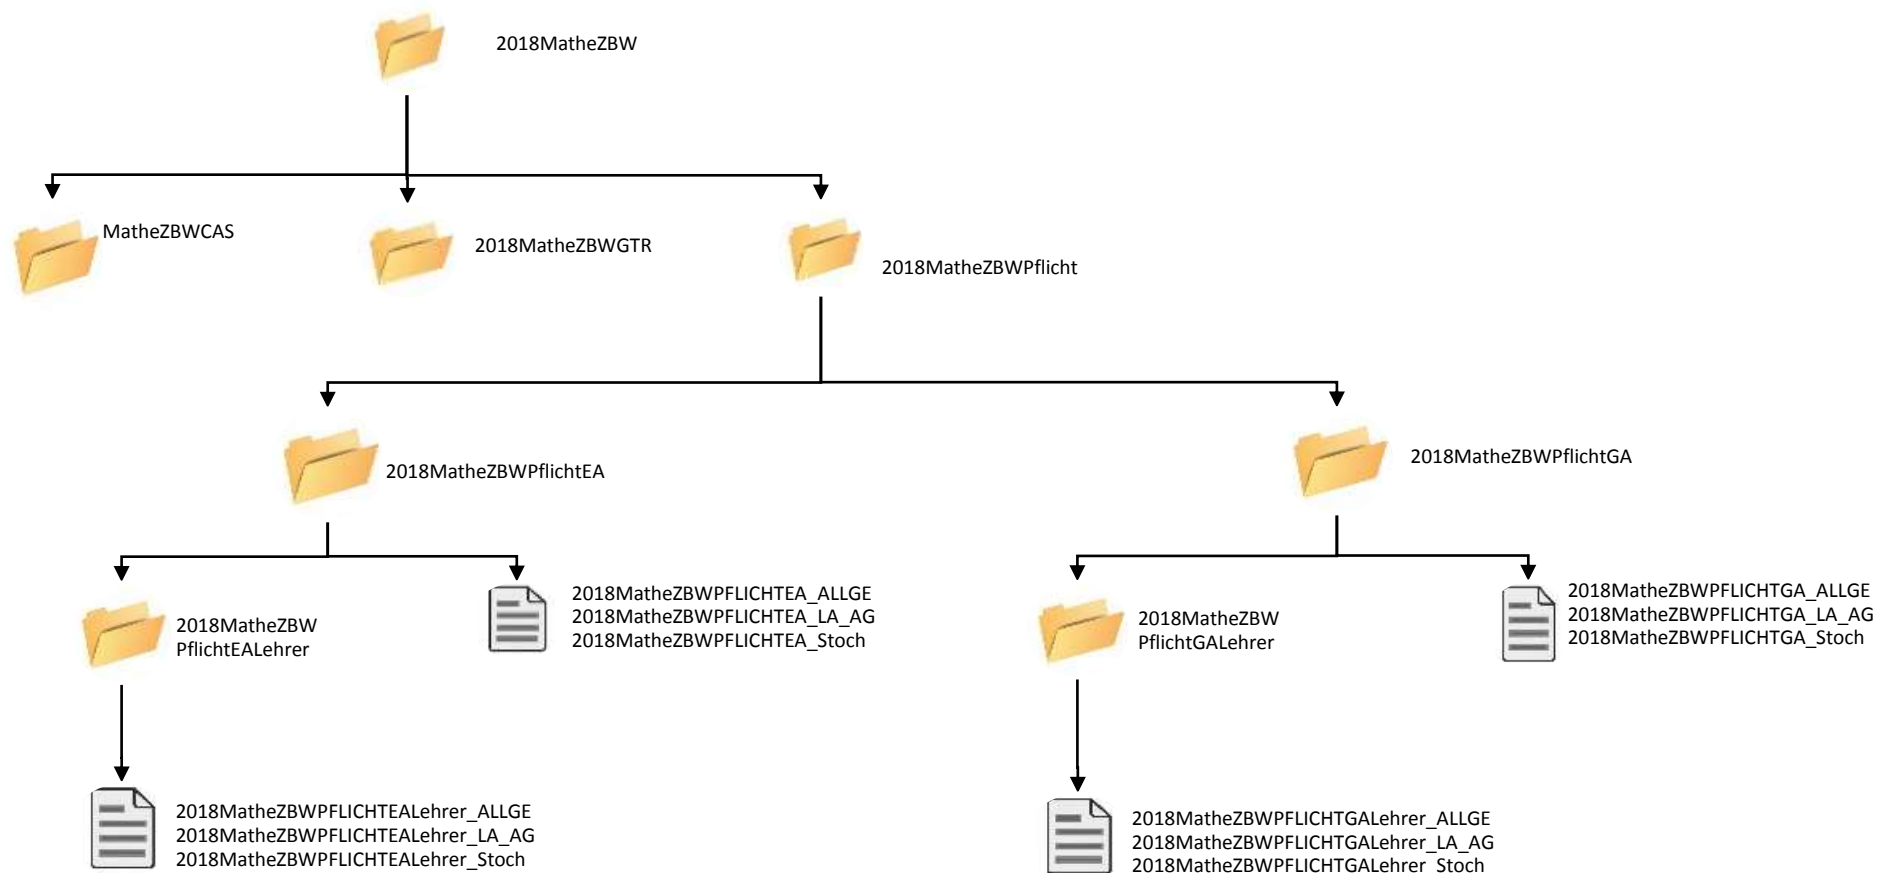 2018MatheZBW
MatheZBWCAS
2018MatheZBWGTR
2018MatheZBWPflicht
2018MatheZBWPflichtEA
2018MatheZBWPflichtGA
2018MatheZBW
PflichtEALehrer
2018MatheZBWPFLICHTEA_ALLGE
2018MatheZBWPFLICHTEA_LA_AG
2018MatheZBWPFLICHTEA_Stoch
2018MatheZBW
PflichtGALehrer
2018MatheZBWPFLICHTGA_ALLGE
2018MatheZBWPFLICHTGA_LA_AG
2018MatheZBWPFLICHTGA_Stoch
2018MatheZBWPFLICHTEALehrer_ALLGE
2018MatheZBWPFLICHTEALehrer_LA_AG
2018MatheZBWPFLICHTEALehrer_Stoch
2018MatheZBWPFLICHTGALehrer_ALLGE
2018MatheZBWPFLICHTGALehrer_LA_AG
2018MatheZBWPFLICHTGALehrer_Stoch